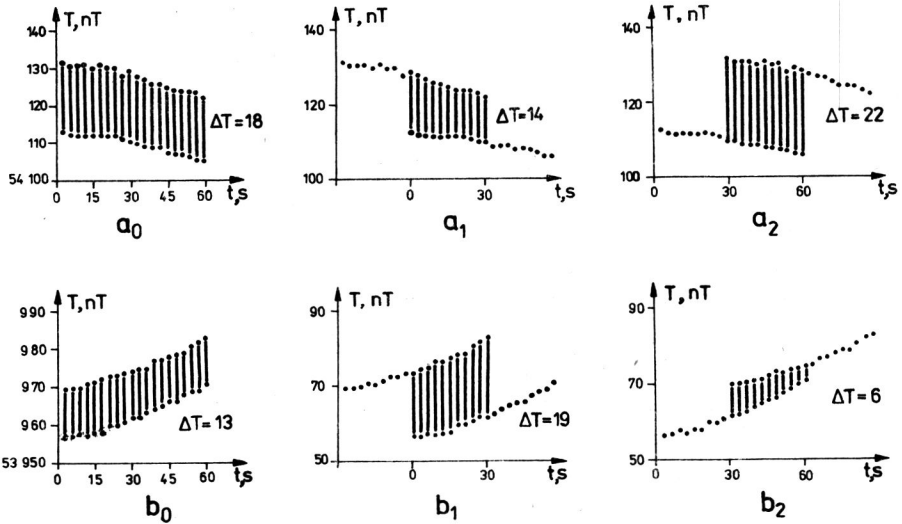 T, nT
140
130
120
110
54 100
0 15 30 45 60 t,s
ΔT=18
a0
T, nT
140
120
100
0 30 t,s
ΔT=14
a1
T, nT
140
120
100
0 30 60 t,s
ΔT=22
a2
T, nT
990
980
970
960
53 950
0 15 30 45 60 t,s
ΔT=13
b0
T, nT
90
70
50
0 30 t,s
ΔT=19
b1
T, nT
90
70
50
0 30 60 t,s
ΔT=6
b2